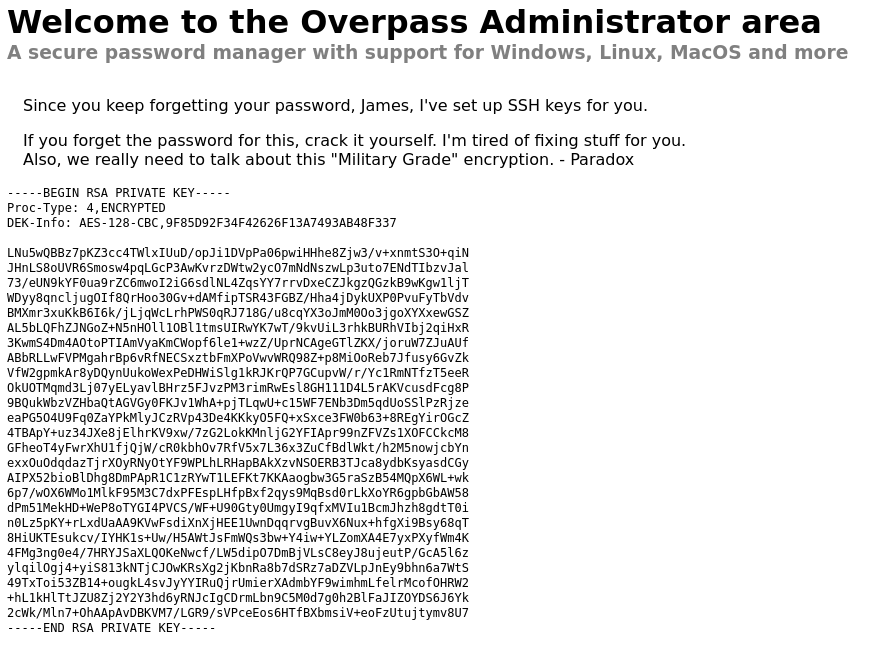 Welcome to the Overpass Administrator area
A secure password manager with support for Windows, Linux, MacOS and more
Since you keep forgetting your password, James, I've set up SSH keys for you.
If you forget the password for this, crack it yourself. I'm tired of fixing stuff for you.
Also, we really need to talk about this "Military Grade" encryption. - Paradox
-----BEGIN RSA PRIVATE KEY-----
Proc-Type: 4,ENCRYPTED
DEK-Info: AES-128-CBC,9F85D92F34F42626F13A7493AB48F337

LNu5wQBBz7pKZ3cc4TWlxIUuD/opJi1DVpPa06pwiHHhe8Zjw3/v+xnmtS3O+qiN
JHnLS8oUVR6Smosw4pqLGcP3AwKvrzDWtw2ycO7mNdNszwLp3uto7ENdTIbzvJal
73/eUN9kYF0ua9rZC6mwoI2iG6sdlNL4ZqsYY7rrvDxeCZJkgzQGzkB9wKgw1ljT
WDyy8qncljugOIf8QrHoo30Gv+dAMfipTSR43FGBZ/Hha4jDykUXP0PvuFyTbVdv
BMXmr3xuKkB6I6k/jLjqWcLrhPWS0qRJ718G/u8cqYX3oJmM0Oo3jgoXYXxewGSZ
AL5bLQFhZJNGoZ+N5nHOll1OBl1tmsUIRwYK7wT/9kvUiL3rhkBURhVIbj2qiHxR
3KwmS4Dm4AOtoPTIAmVyaKmCWopf6le1+wzZ/UprNCAgeGTlZKX/joruW7ZJuAUf
ABbRLLwFVPMgahrBp6vRfNECSxztbFmXPoVwvWRQ98Z+p8MiOoReb7Jfusy6GvZk
VfW2gpmkAr8yDQynUukoWexPeDHWiSlg1kRJKrQP7GCupvW/r/Yc1RmNTfzT5eeR
OkUOTMqmd3Lj07yELyavlBHrz5FJvzPM3rimRwEsl8GH111D4L5rAKVcusdFcg8P
9BQukWbzVZHbaQtAGVGy0FKJv1WhA+pjTLqwU+c15WF7ENb3Dm5qdUoSSlPzRjze
eaPG5O4U9Fq0ZaYPkMlyJCzRVp43De4KKkyO5FQ+xSxce3FW0b63+8REgYirOGcZ
4TBApY+uz34JXe8jElhrKV9xw/7zG2LokKMnljG2YFIApr99nZFVZs1XOFCCkcM8
GFheoT4yFwrXhU1fjQjW/cR0kbhOv7RfV5x7L36x3ZuCfBdlWkt/h2M5nowjcbYn
exxOuOdqdazTjrXOyRNyOtYF9WPLhLRHapBAkXzvNSOERB3TJca8ydbKsyasdCGy
AIPX52bioBlDhg8DmPApR1C1zRYwT1LEFKt7KKAaogbw3G5raSzB54MQpX6WL+wk
6p7/wOX6WMo1MlkF95M3C7dxPFEspLHfpBxf2qys9MqBsd0rLkXoYR6gpbGbAW58
dPm51MekHD+WeP8oTYGI4PVCS/WF+U90Gty0UmgyI9qfxMVIu1BcmJhzh8gdtT0i
n0Lz5pKY+rLxdUaAA9KVwFsdiXnXjHEE1UwnDqqrvgBuvX6Nux+hfgXi9Bsy68qT
8HiUKTEsukcv/IYHK1s+Uw/H5AWtJsFmWQs3bw+Y4iw+YLZomXA4E7yxPXyfWm4K
4FMg3ng0e4/7HRYJSaXLQOKeNwcf/LW5dipO7DmBjVLsC8eyJ8ujeutP/GcA5l6z
ylqilOgj4+yiS813kNTjCJOwKRsXg2jKbnRa8b7dSRz7aDZVLpJnEy9bhn6a7WtS
49TxToi53ZB14+ougkL4svJyYYIRuQjrUmierXAdmbYF9wimhmLfelrMcofOHRW2
+hL1kHlTtJZU8Zj2Y2Y3hd6yRNJcIgCDrmLbn9C5M0d7g0h2BlFaJIZOYDS6J6Yk
2cWk/Mln7+OhAApAvDBKVM7/LGR9/sVPceEos6HTfBXbmsiV+eoFzUtujtymv8U7
-----END RSA PRIVATE KEY-----